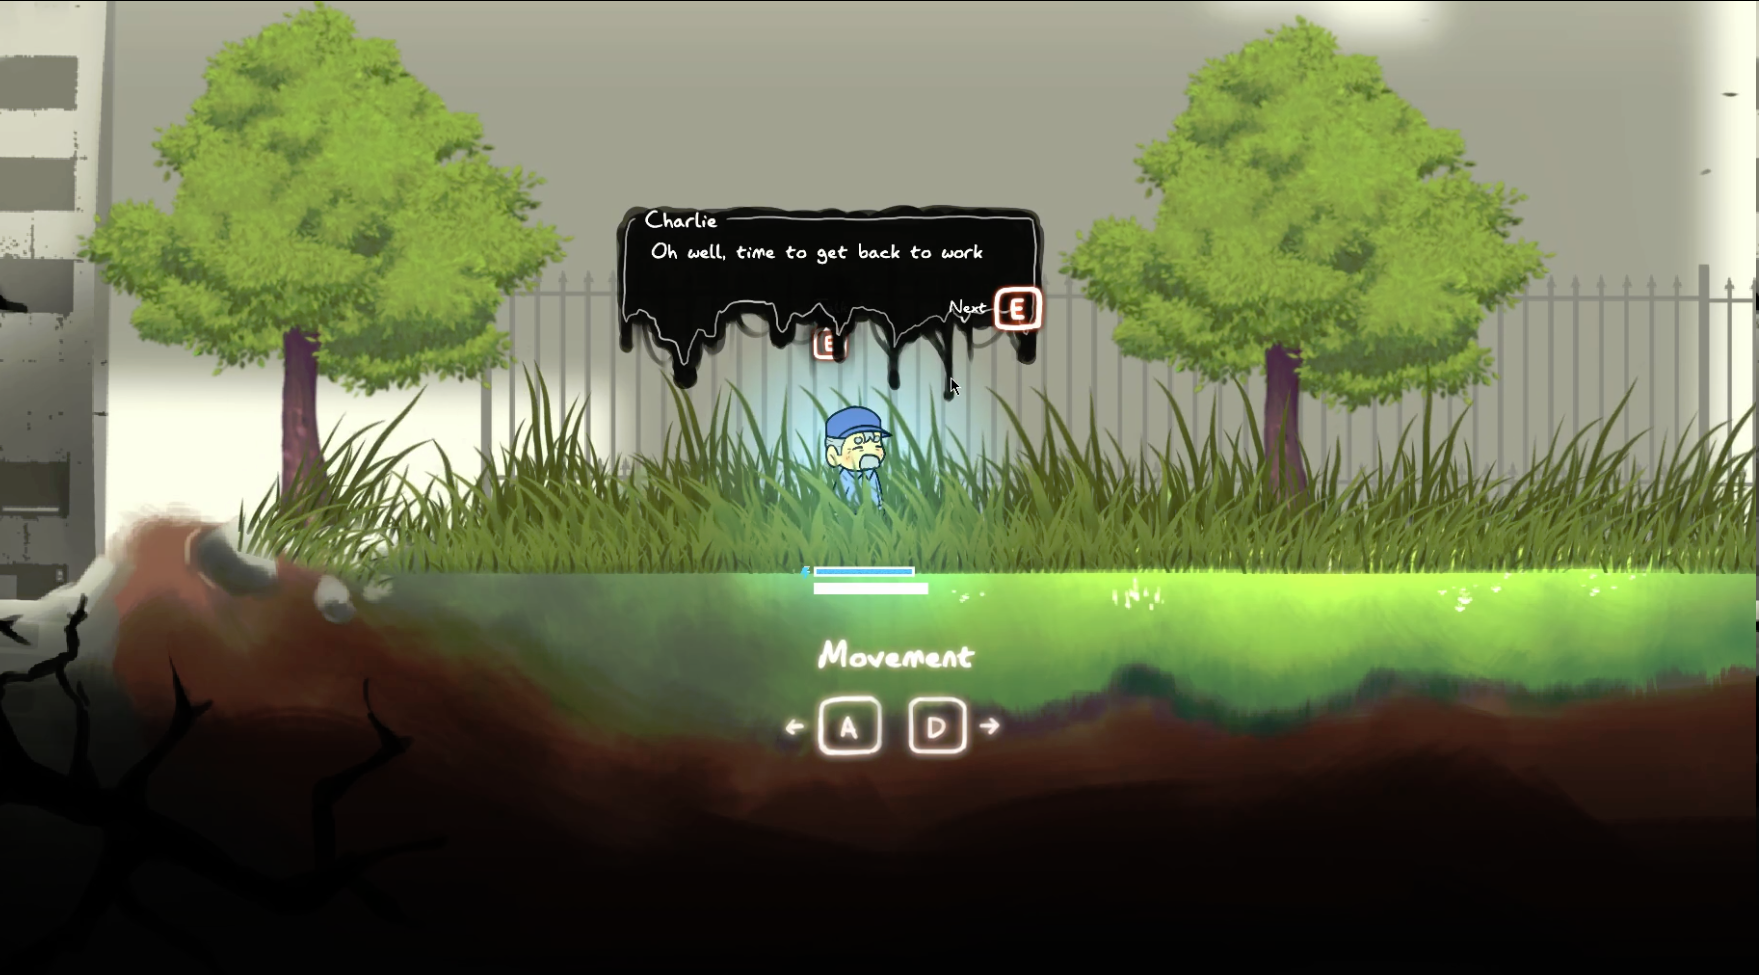 Charlie
Oh well, time to get back to work
Next E
E
Movement
← A D →